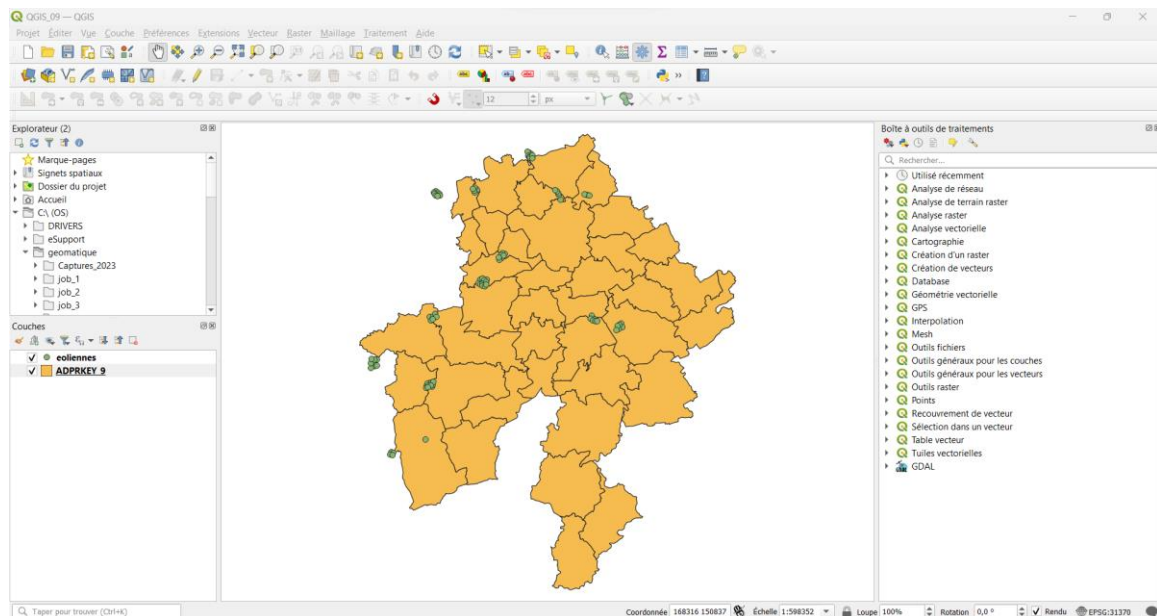 QGIS_09 — QGIS
Projet Éditer Vue Couche Préférences Extensions Vecteur Raster Maillage Traitement Aide
12 px
Explorateur (2)
Marque-pages
Signets spatiaux
Dossier du projet
Accueil
C:\ (OS)
DRIVERS
eSupport
geomatique
Captures_2023
job_1
job_2
job_3
Couches
eoliennes
ADPRKEY 9
Boîte à outils de traitements
Rechercher...
Utilisé récemment
Analyse de réseau
Analyse de terrain raster
Analyse raster
Analyse vectorielle
Cartographie
Création d'un raster
Création de vecteurs
Database
Géométrie vectorielle
GPS
Interpolation
Mesh
Outils fichiers
Outils généraux pour les couches
Outils généraux pour les vecteurs
Outils raster
Points
Recouvrement de vecteur
Sélection dans un vecteur
Table vecteur
Tuiles vectorielles
GDAL
Taper pour trouver (Ctrl+K)
Coordonnée 168316 150837 Échelle 1:598352 Loupe 100% Rotation 0,0 ° Rendu EPSG:31370